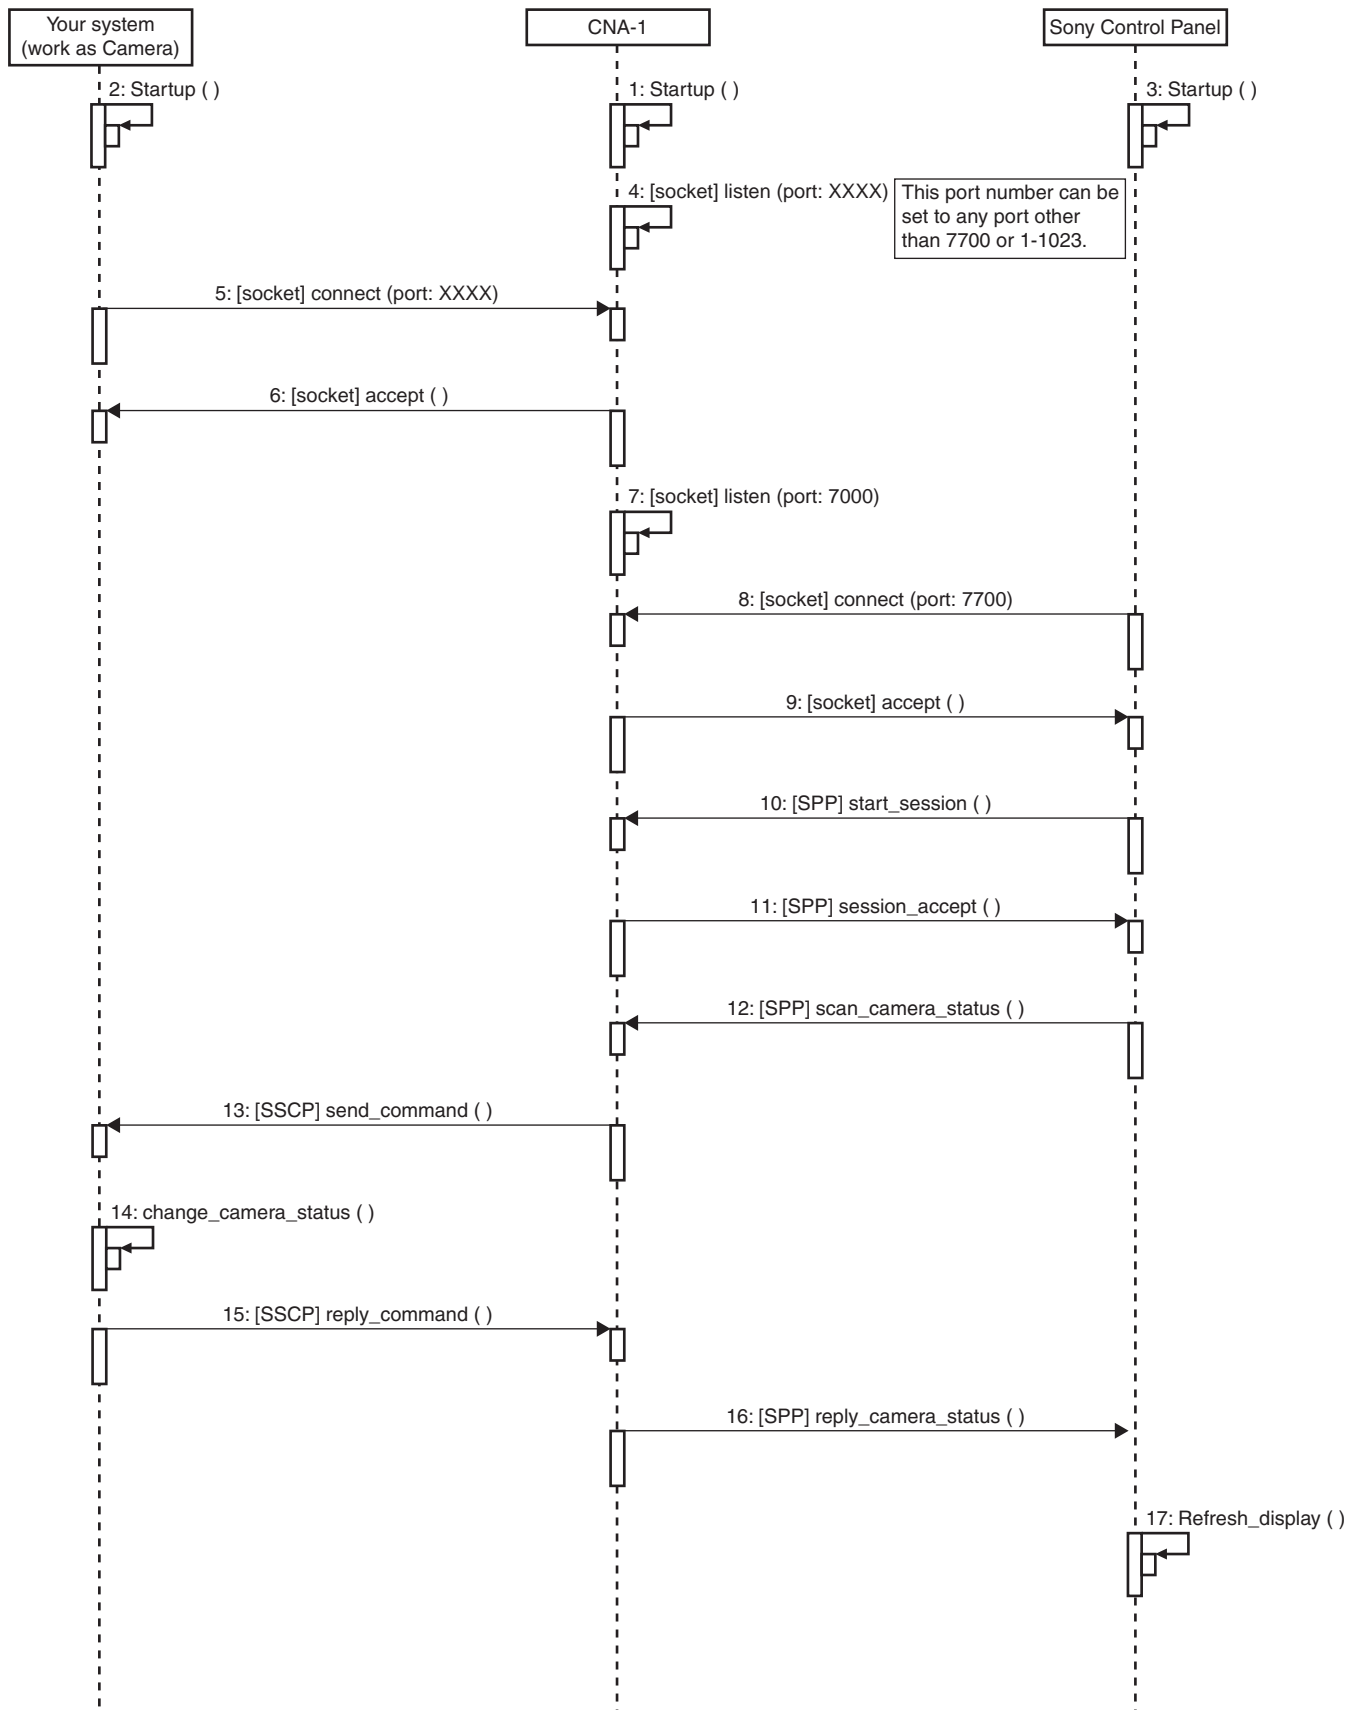 Your system
(work as Camera)
CNA-1
Sony Control Panel
2: Startup ( )
1: Startup ( )
3: Startup ( )
4: [socket] listen (port: XXXX)
This port number can be
set to any port other
than 7700 or 1-1023.
5: [socket] connect (port: XXXX)
6: [socket] accept ( )
7: [socket] listen (port: 7000)
8: [socket] connect (port: 7700)
9: [socket] accept ( )
10: [SPP] start_session ( )
11: [SPP] session_accept ( )
12: [SPP] scan_camera_status ( )
13: [SSCP] send_command ( )
14: change_camera_status ( )
15: [SSCP] reply_command ( )
16: [SPP] reply_camera_status ( )
17: Refresh_display ( )